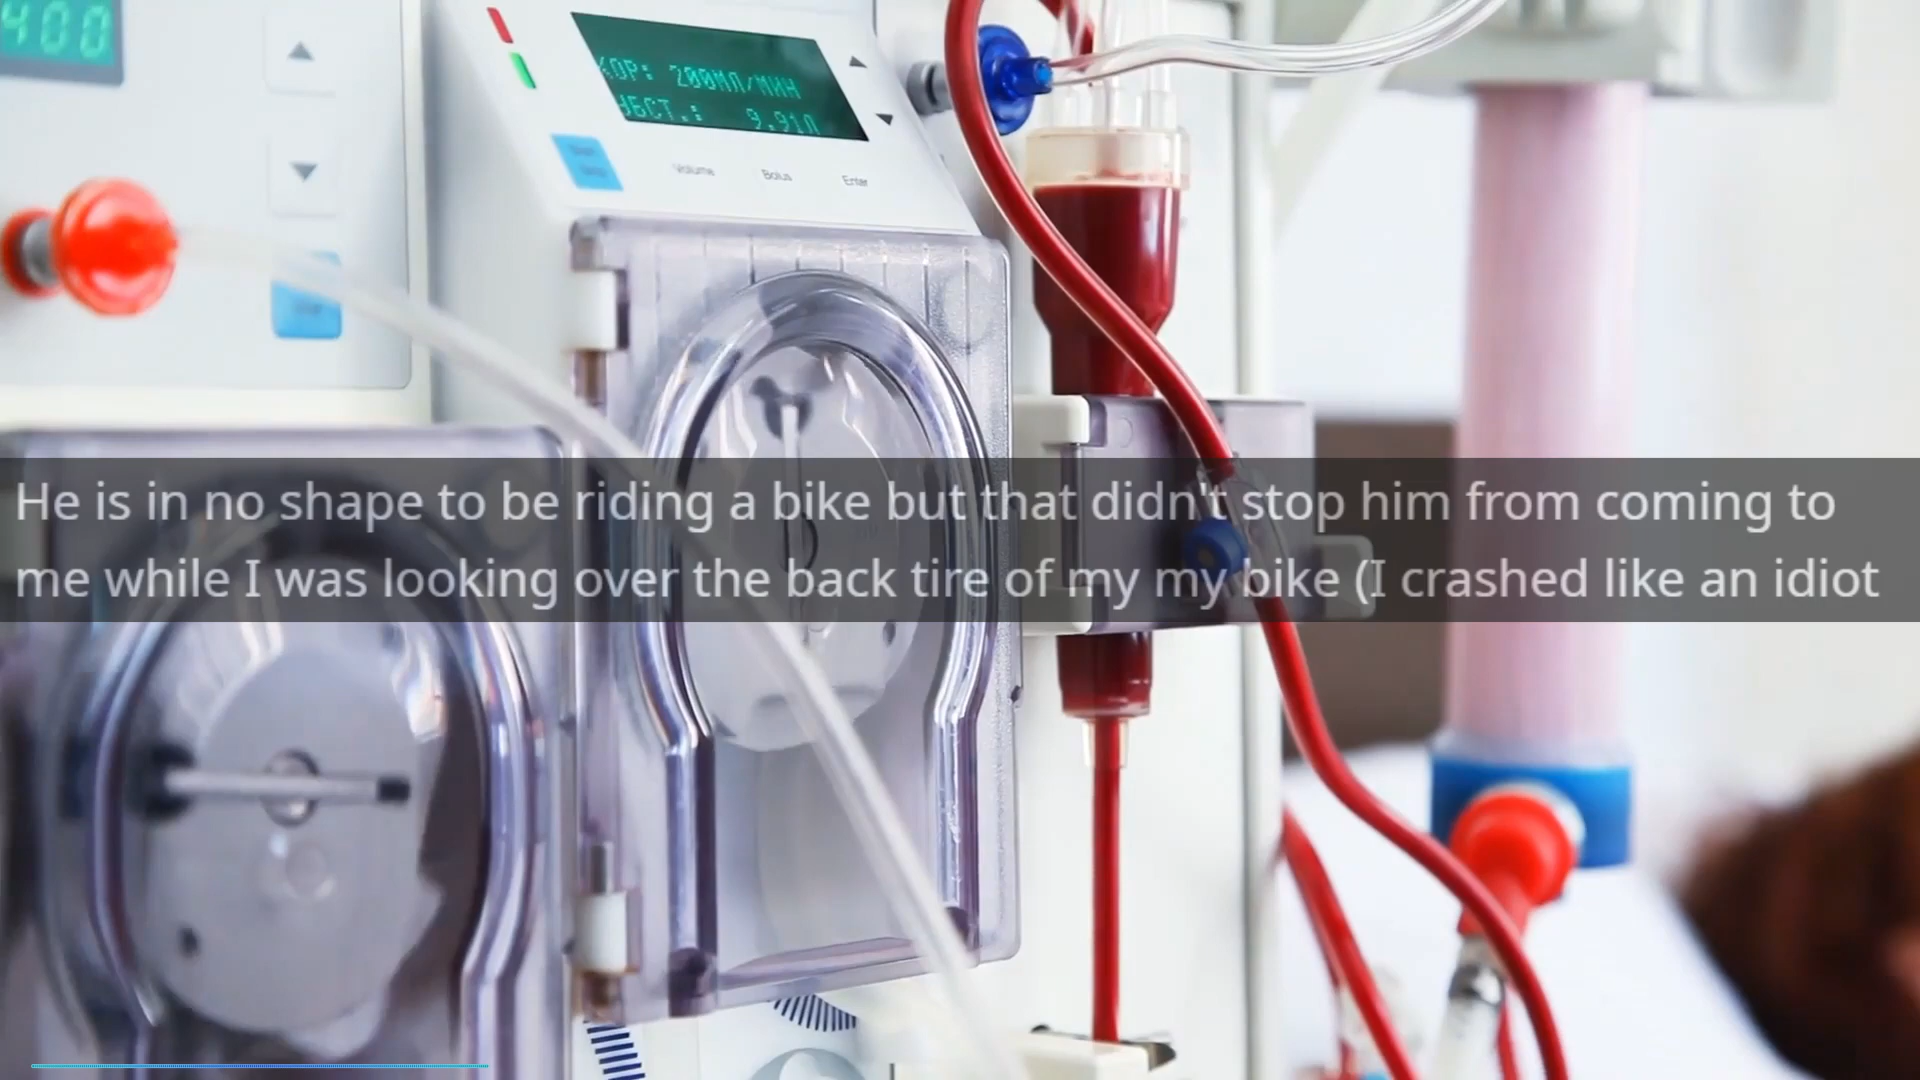 400
КОР: 200МЛ/МИН
УБСТ.: 9.91Л
Volume Bolus Enter
He is in no shape to be riding a bike but that didn't stop him from coming to
me while I was looking over the back tire of my my bike (I crashed like an idiot